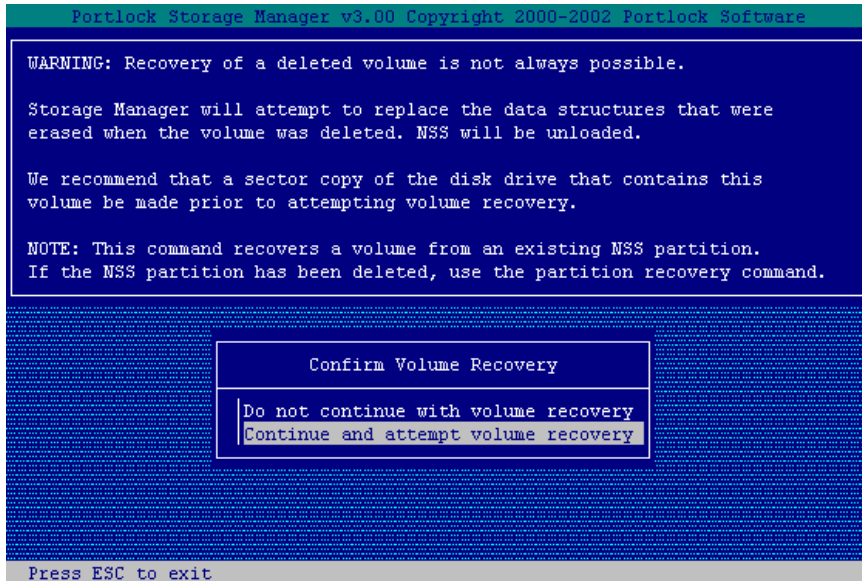 Portlock Storage Manager v3.00 Copyright 2000-2002 Portlock Software
WARNING: Recovery of a deleted volume is not always possible.
Storage Manager will attempt to replace the data structures that were
erased when the volume was deleted. NSS will be unloaded.
We recommend that a sector copy of the disk drive that contains this
volume be made prior to attempting volume recovery.
NOTE: This command recovers a volume from an existing NSS partition.
If the NSS partition has been deleted, use the partition recovery command.
Confirm Volume Recovery
Do not continue with volume recovery
Continue and attempt volume recovery
Press ESC to exit